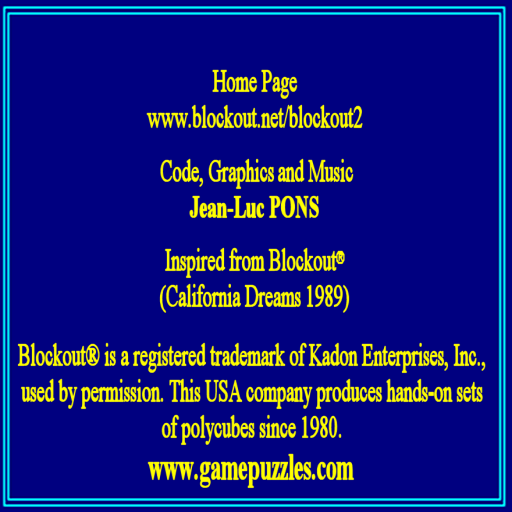 Home Page
www.blockout.net/blockout2
Code, Graphics and Music
Jean-Luc PONS
Inspired from Blockout®
(California Dreams 1989)
Blockout® is a registered trademark of Kadon Enterprises, Inc.,
used by permission. This USA company produces hands-on sets
of polycubes since 1980.
www.gamepuzzles.com